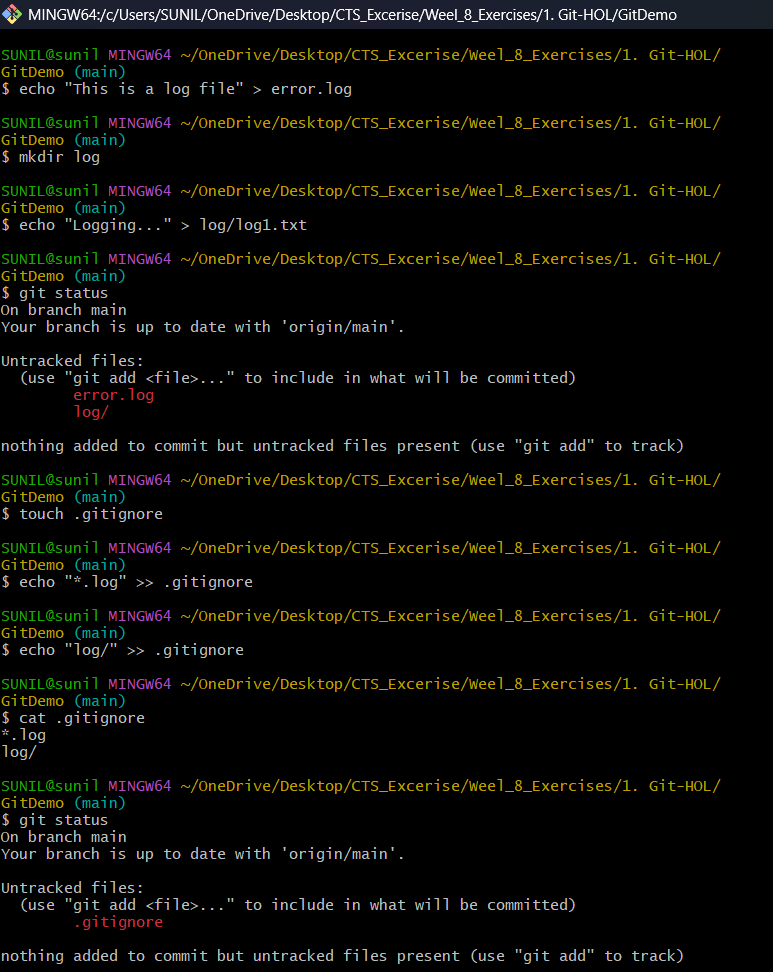 MINGW64:/c/Users/SUNIL/OneDrive/Desktop/CTS_Excerise/Weel_8_Exercises/1. Git-HOL/GitDemo
SUNIL@sunil MINGW64 ~/OneDrive/Desktop/CTS_Excerise/Weel_8_Exercises/1. Git-HOL/
GitDemo (main)
$ echo "This is a log file" > error.log
SUNIL@sunil MINGW64 ~/OneDrive/Desktop/CTS_Excerise/Weel_8_Exercises/1. Git-HOL/
GitDemo (main)
$ mkdir log
SUNIL@sunil MINGW64 ~/OneDrive/Desktop/CTS_Excerise/Weel_8_Exercises/1. Git-HOL/
GitDemo (main)
$ echo "Logging..." > log/log1.txt
SUNIL@sunil MINGW64 ~/OneDrive/Desktop/CTS_Excerise/Weel_8_Exercises/1. Git-HOL/
GitDemo (main)
$ git status
On branch main
Your branch is up to date with 'origin/main'.
Untracked files:
  (use "git add <file>..." to include in what will be committed)
        error.log
        log/
nothing added to commit but untracked files present (use "git add" to track)
SUNIL@sunil MINGW64 ~/OneDrive/Desktop/CTS_Excerise/Weel_8_Exercises/1. Git-HOL/
GitDemo (main)
$ touch .gitignore
SUNIL@sunil MINGW64 ~/OneDrive/Desktop/CTS_Excerise/Weel_8_Exercises/1. Git-HOL/
GitDemo (main)
$ echo "*.log" >> .gitignore
SUNIL@sunil MINGW64 ~/OneDrive/Desktop/CTS_Excerise/Weel_8_Exercises/1. Git-HOL/
GitDemo (main)
$ echo "log/" >> .gitignore
SUNIL@sunil MINGW64 ~/OneDrive/Desktop/CTS_Excerise/Weel_8_Exercises/1. Git-HOL/
GitDemo (main)
$ cat .gitignore
*.log
log/
SUNIL@sunil MINGW64 ~/OneDrive/Desktop/CTS_Excerise/Weel_8_Exercises/1. Git-HOL/
GitDemo (main)
$ git status
On branch main
Your branch is up to date with 'origin/main'.
Untracked files:
  (use "git add <file>..." to include in what will be committed)
        .gitignore
nothing added to commit but untracked files present (use "git add" to track)